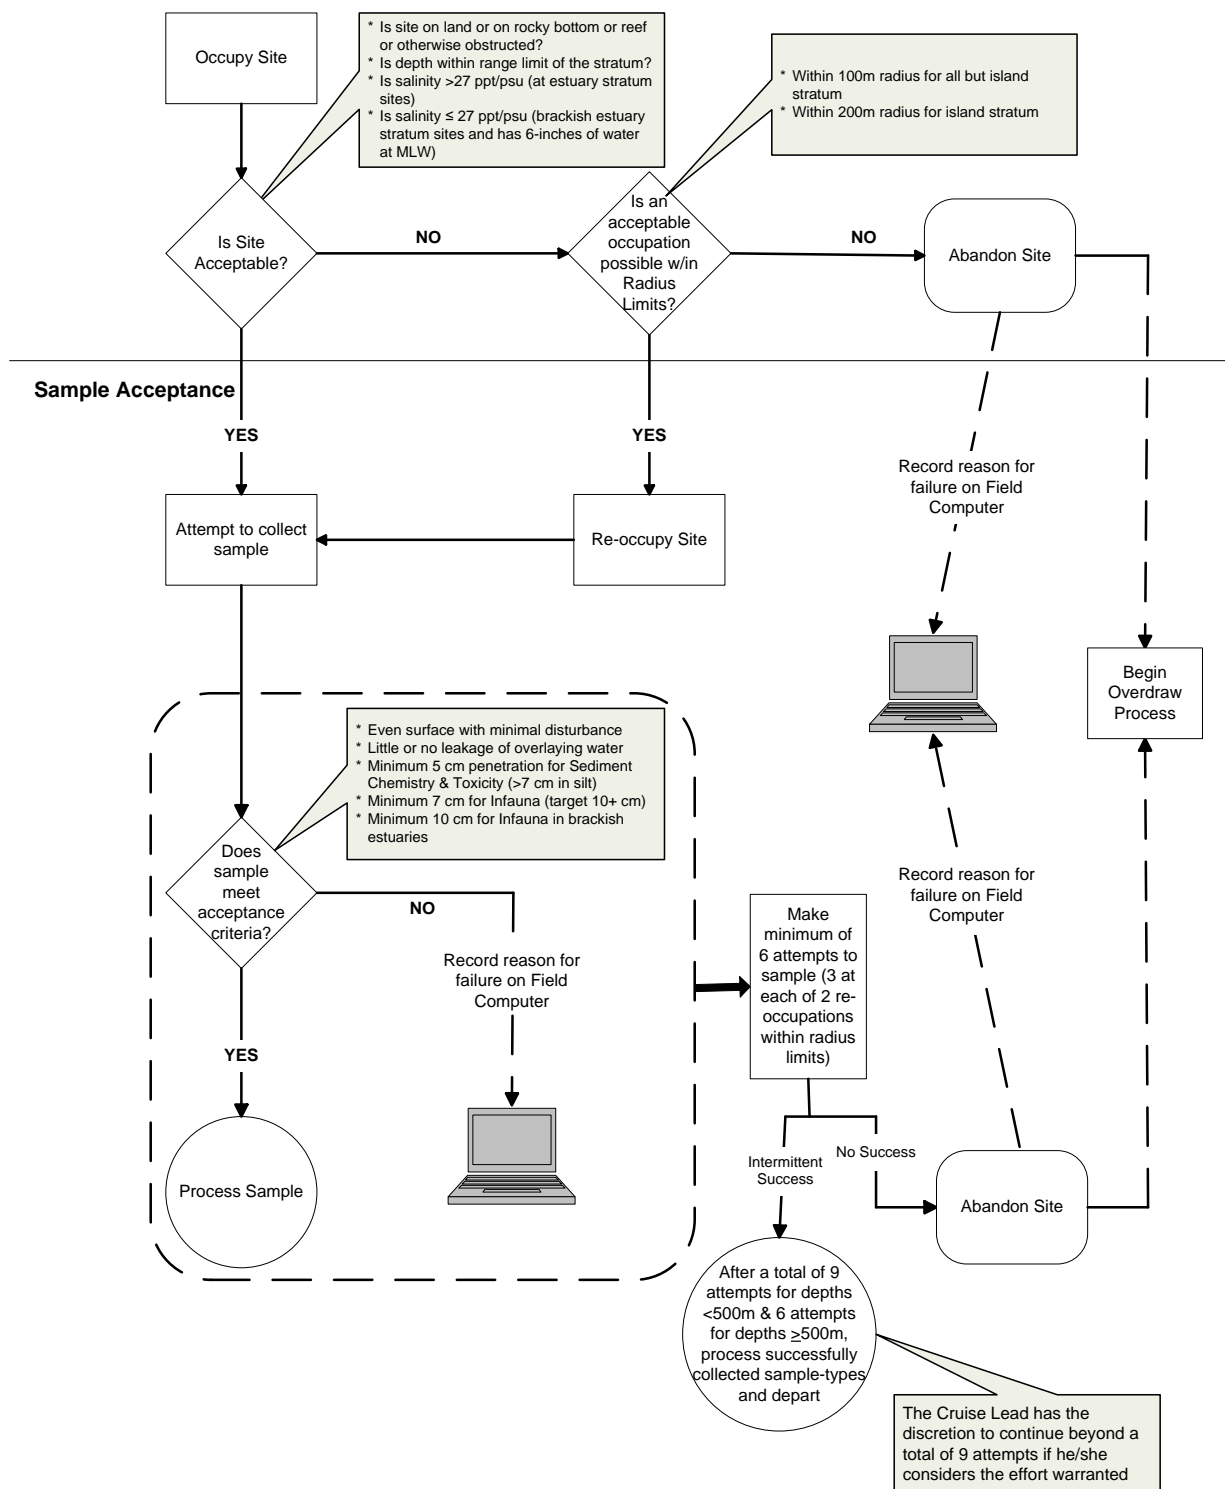 Occupy Site
* Is site on land or on rocky bottom or reef
or otherwise obstructed?
* Is depth within range limit of the stratum?
* Is salinity >27 ppt/psu (at estuary stratum
sites)
* Is salinity ≤ 27 ppt/psu (brackish estuary
stratum sites and has 6-inches of water
at MLW)
* Within 100m radius for all but island
stratum
* Within 200m radius for island stratum
Is Site
Acceptable?
NO
Is an
acceptable
occupation
possible w/in
Radius
Limits?
NO
Abandon Site
Sample Acceptance
YES
YES
Record reason for
failure on Field
Computer
Attempt to collect
sample
Re-occupy Site
Begin
Overdraw
Process
* Even surface with minimal disturbance
* Little or no leakage of overlaying water
* Minimum 5 cm penetration for Sediment
Chemistry & Toxicity (>7 cm in silt)
* Minimum 7 cm for Infauna (target 10+ cm)
* Minimum 10 cm for Infauna in brackish
estuaries
Does
sample
meet
acceptance
criteria?
NO
Record reason for
failure on Field
Computer
Make
minimum of
6 attempts to
sample (3 at
each of 2 re-
occupations
within radius
limits)
Record reason for
failure on Field
Computer
YES
Process Sample
Intermittent
Success
No Success
Abandon Site
After a total of 9
attempts for depths
<500m & 6 attempts
for depths ≥500m,
process successfully
collected sample-types
and depart
The Cruise Lead has the
discretion to continue beyond a
total of 9 attempts if he/she
considers the effort warranted